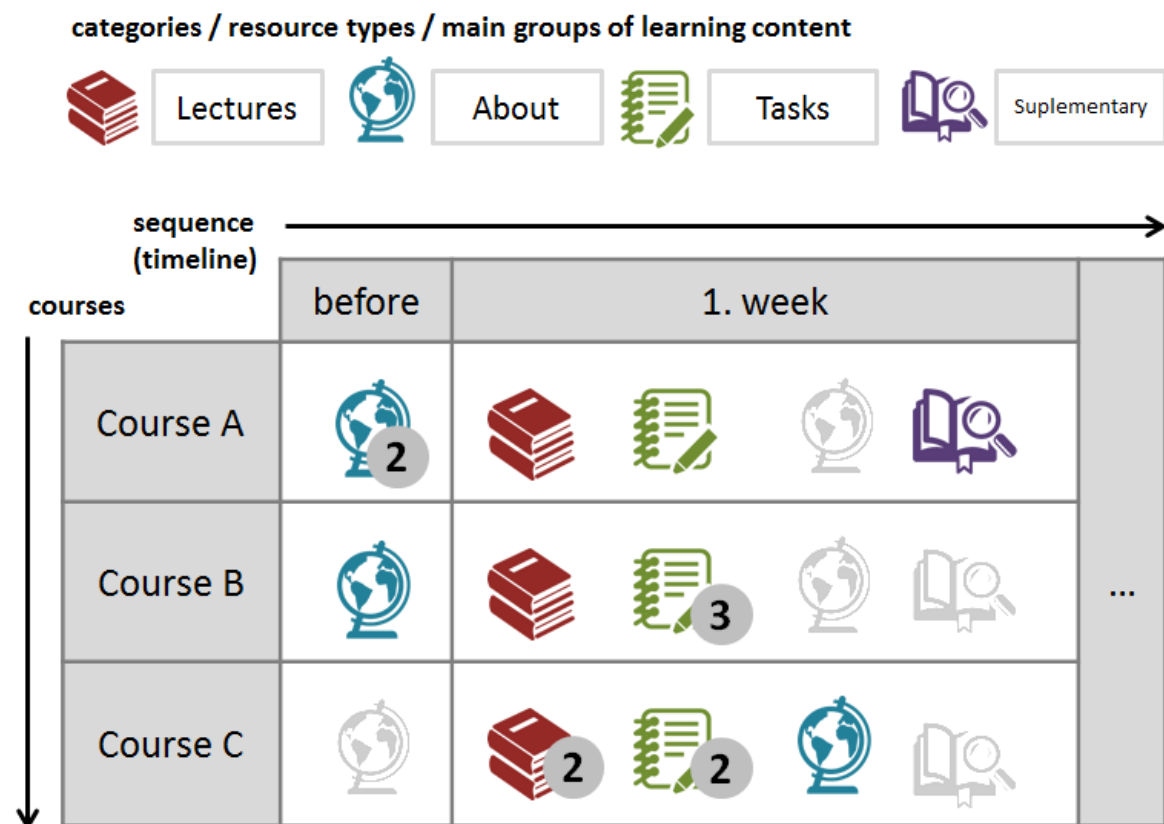 categories / resource types / main groups of learning content
Lectures
About
Tasks
Suplementary
sequence
(timeline)
courses
before
1. week
Course A
2
Course B
3
...
Course C
2
2